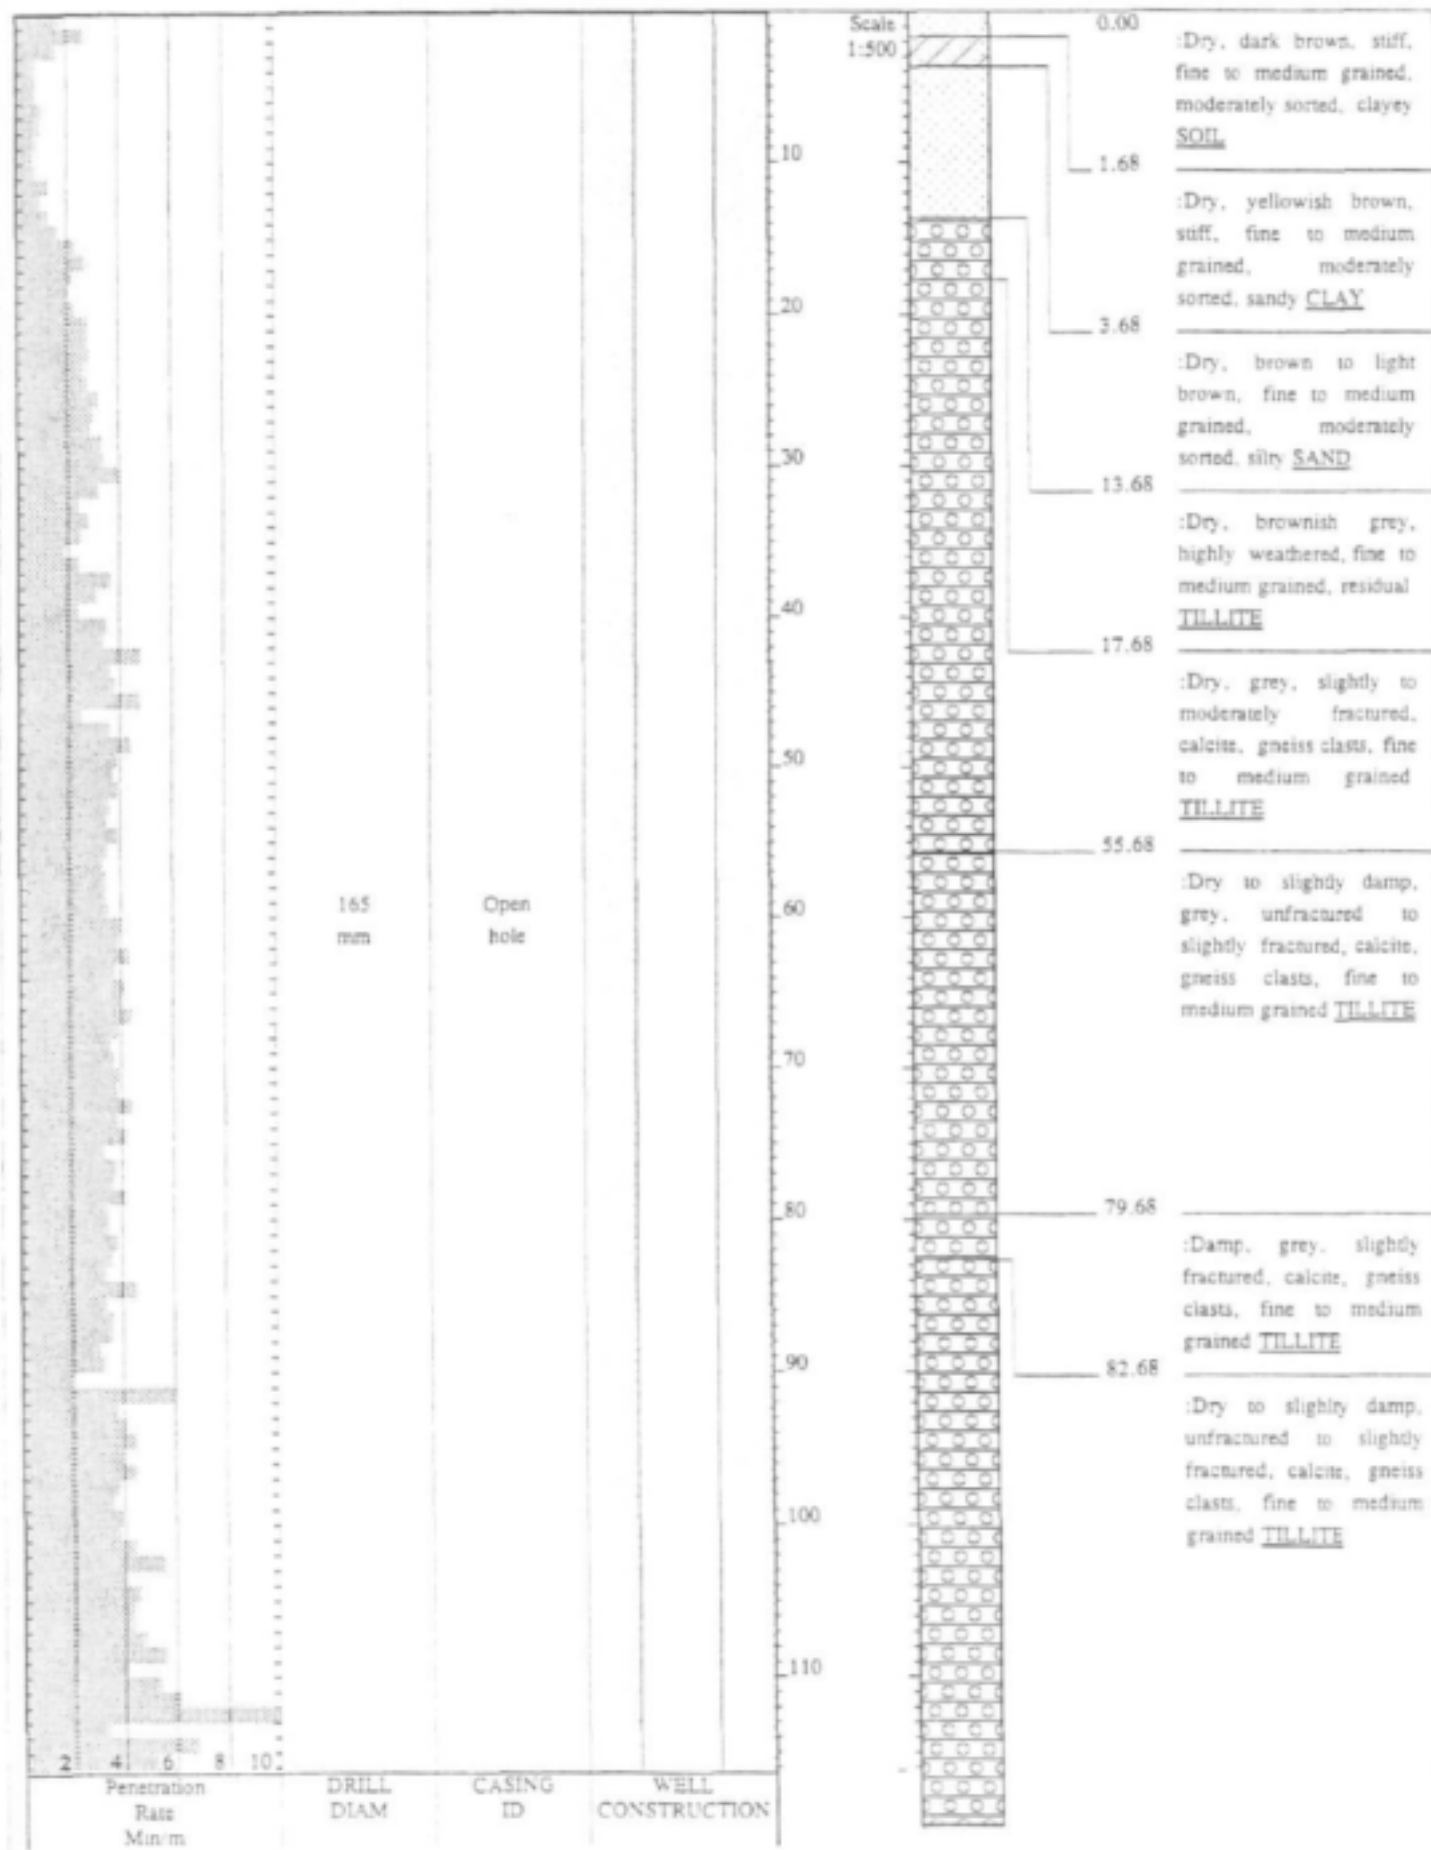 Scale
1:500
0.00
:Dry, dark brown, stiff,
fine to medium grained,
moderately sorted, clayey
SOIL
10
1.68
:Dry, yellowish brown,
stiff, fine to medium
grained, moderately
sorted, sandy CLAY
20
3.68
:Dry, brown to light
brown, fine to medium
grained, moderately
sorted, silty SAND
30
13.68
:Dry, brownish grey,
highly weathered, fine to
medium grained, residual
TILLITE
40
17.68
:Dry, grey, slightly to
moderately fractured,
calcite, gneiss clasts, fine
to medium grained
TILLITE
50
55.68
:Dry to slightly damp,
grey, unfractured to
slightly fractured, calcite,
gneiss clasts, fine to
medium grained TILLITE
165
mm
Open
hole
60
70
80
79.68
:Damp, grey, slightly
fractured, calcite, gneiss
clasts, fine to medium
grained TILLITE
90
82.68
:Dry to slighlty damp,
unfractured to slightly
fractured, calcite, gneiss
clasts, fine to medium
grained TILLITE
100
110
2 4 6 8 10
Penetration
Rate
Min/m
DRILL
DIAM
CASING
ID
WELL
CONSTRUCTION